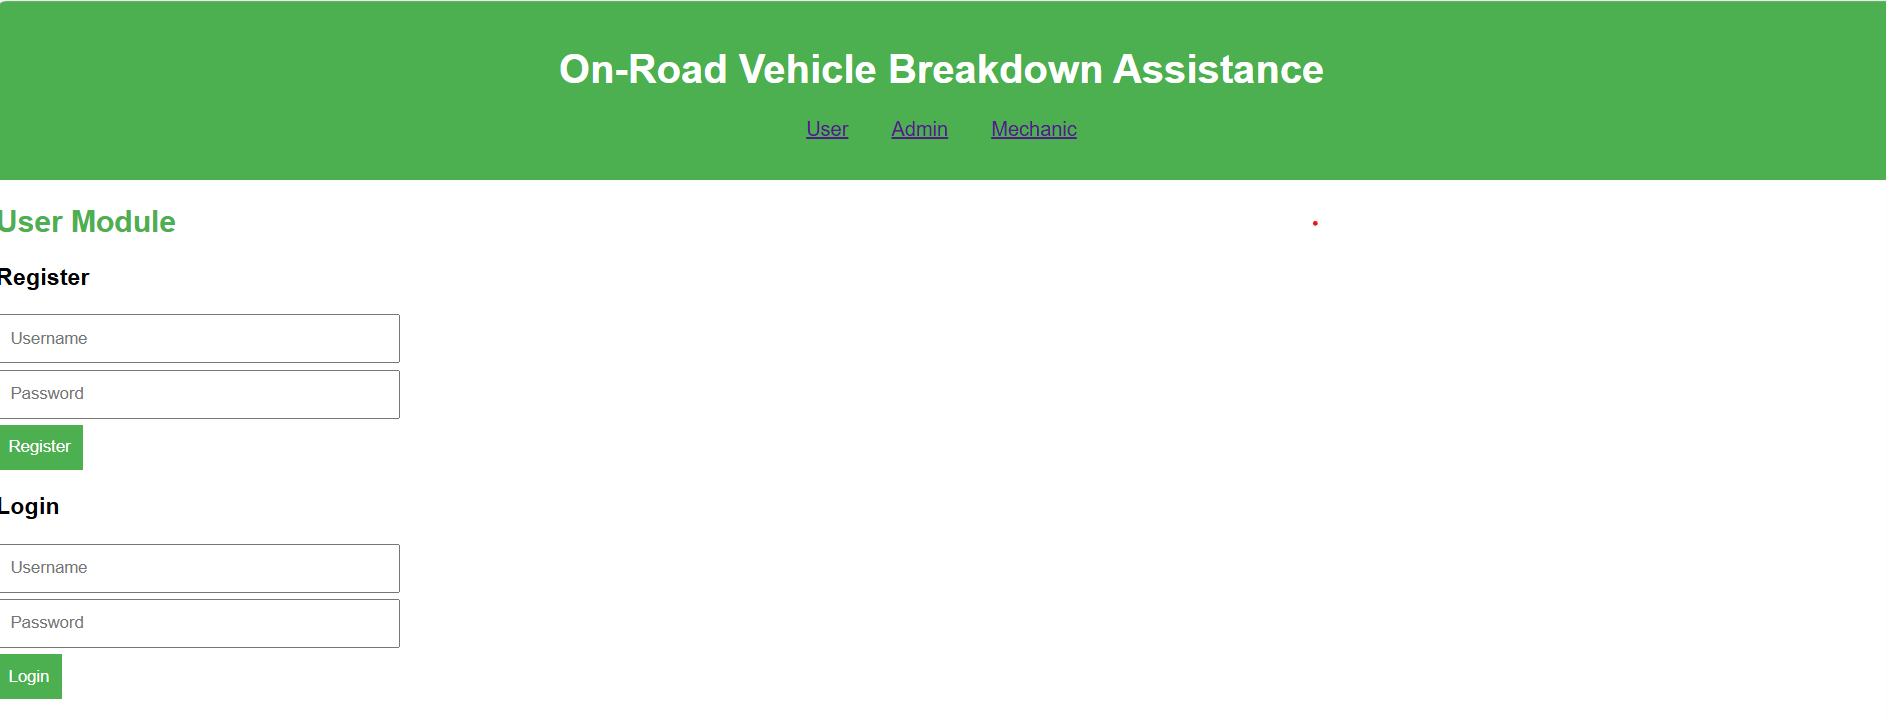 On-Road Vehicle Breakdown Assistance
User Admin Mechanic
User Module
Register
Username
Password
Register
Login
Username
Password
Login